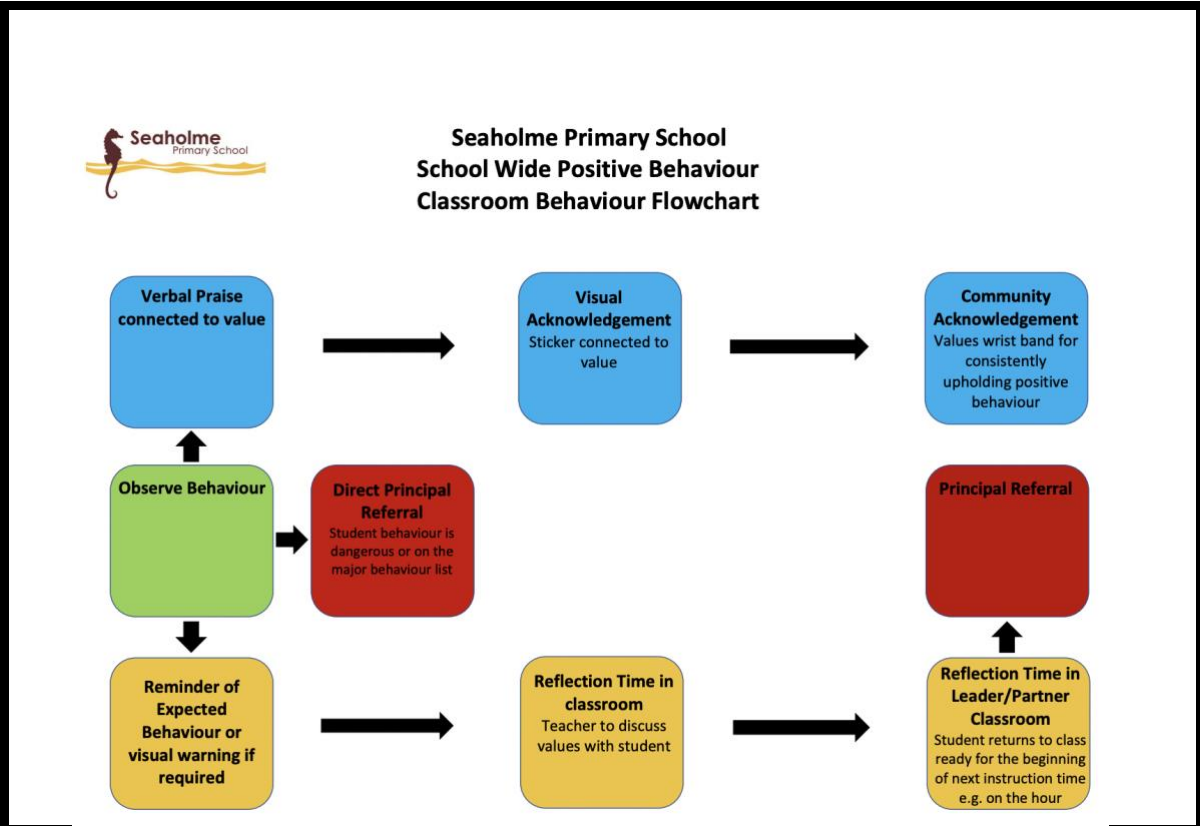 Seaholme
Primary School
Seaholme Primary School
School Wide Positive Behaviour
Classroom Behaviour Flowchart
Verbal Praise
connected to value
Visual
Acknowledgement
Sticker connected to
value
Community
Acknowledgement
Values wrist band for
consistently
upholding positive
behaviour
Observe Behaviour
Direct Principal
Referral
Student behaviour is
dangerous or on the
major behaviour list
Principal Referral
Reminder of
Expected
Behaviour or
visual warning if
required
Reflection Time in
classroom
Teacher to discuss
values with student
Reflection Time in
Leader/Partner
Classroom
Student returns to class
ready for the beginning
of next instruction time
e.g. on the hour